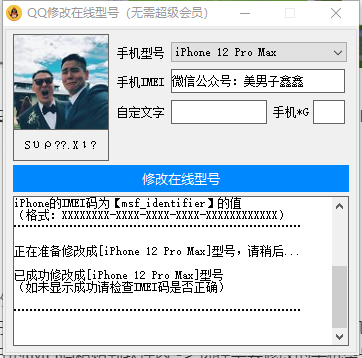 QQ修改在线型号（无需超级会员）
手机型号
iPhone 12 Pro Max
手机IMEI
微信公众号：美男子鑫鑫
自定义字
手机*G
修改在线型号
iPhone的IMEI码为【msf_identifier】的值
（格式：XXXXXXXX-XXXX-XXXX-XXXX-XXXXXXXXXXXX）
正在准备修改成[iPhone 12 Pro Max]型号，请稍后...
已成功修改成[iPhone 12 Pro Max]型号
（如未显示成功请检查IMEI码是否正确）